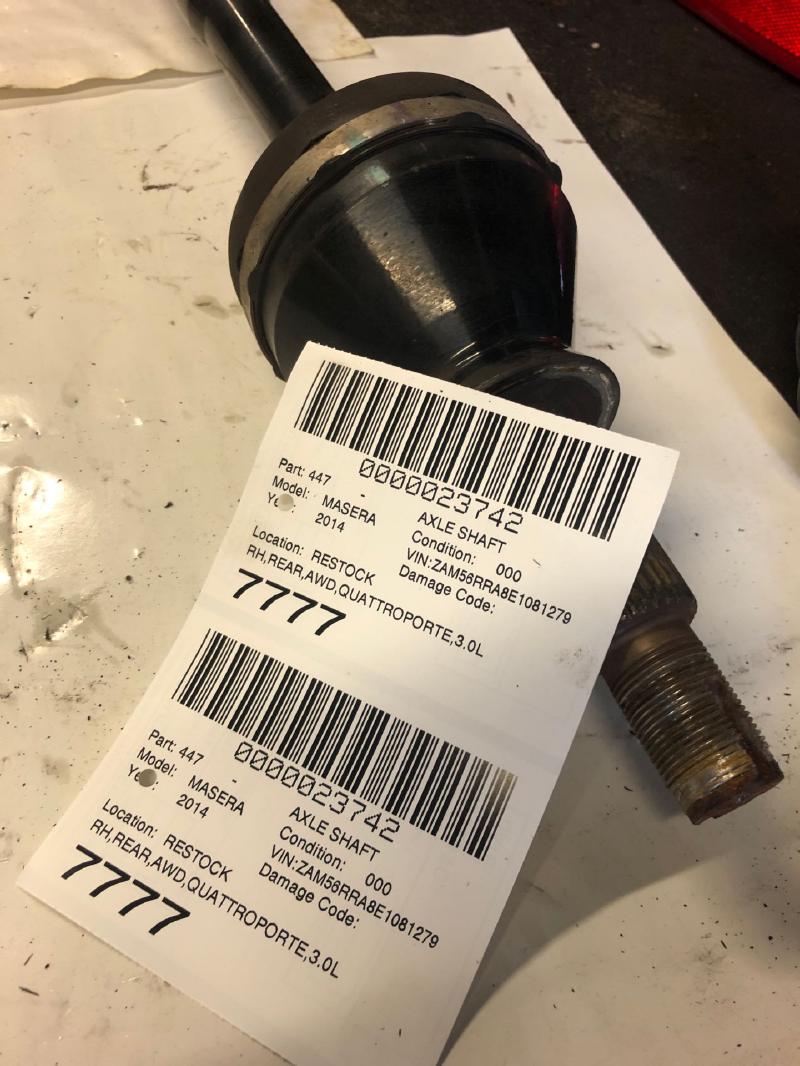 0000023742
Part: 447 -
Model: MASERA AXLE SHAFT
2014 Condition: 000
VIN:ZAM56RRA8E1081279
Location: RESTOCK Damage Code:
RH,REAR,AWD,QUATTROPORTE,3.0L
7777
0000023742
Part: 447 -
Model: MASERA AXLE SHAFT
2014 Condition: 000
VIN:ZAM56RRA8E1081279
Location: RESTOCK Damage Code:
RH,REAR,AWD,QUATTROPORTE,3.0L
7777